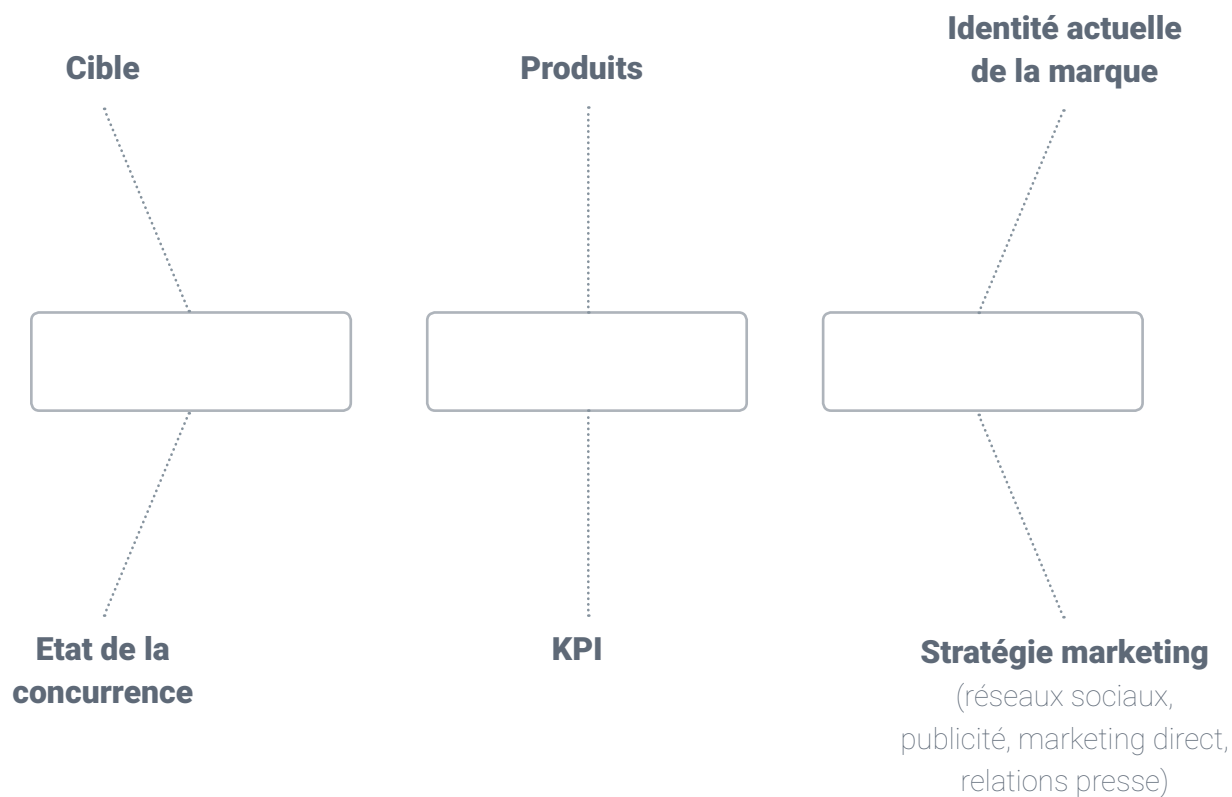 Cible
Produits
Identité actuelle
de la marque
Etat de la
concurrence
KPI
Stratégie marketing
(réseaux sociaux,
publicité, marketing direct,
relations presse)